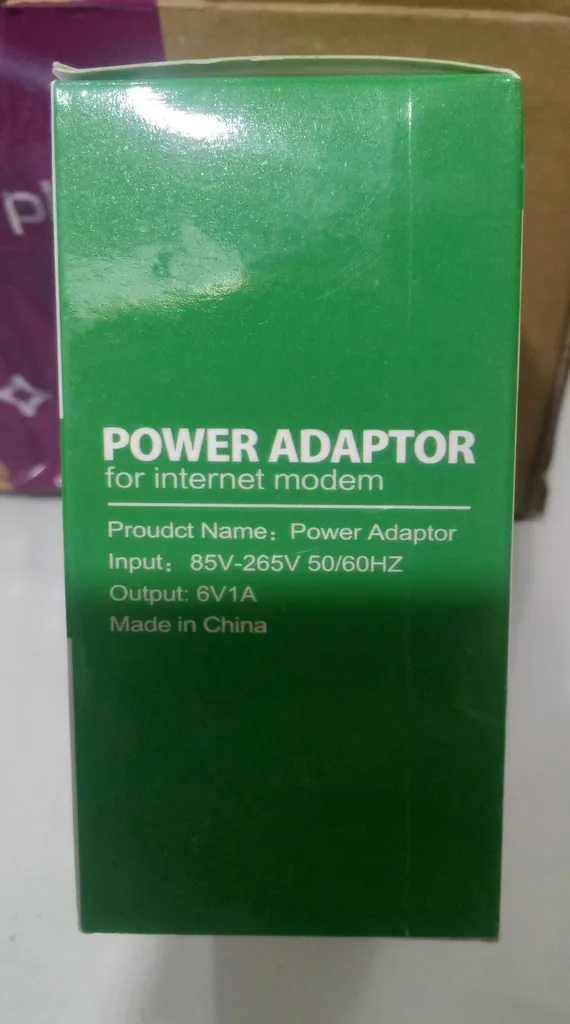 POWER ADAPTOR
for internet modem
Proudct Name： Power Adaptor
Input： 85V-265V 50/60HZ
Output: 6V1A
Made in China